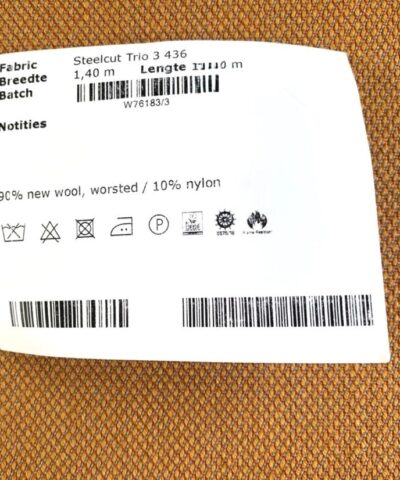 Fabric Steelcut Trio 3 436
Breedte 1,40 m Lengte m
Batch
W76183/3
Notities
90% new wool, worsted / 10% nylon
P